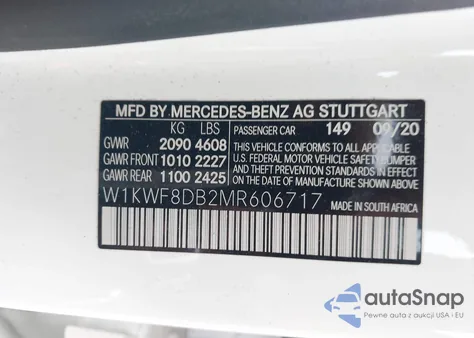 MFD BY MERCEDES-BENZ AG STUTTGART
KG LBS PASSENGER CAR 149 09/20
GVWR 2090 4608
GAWR FRONT 1010 2227
GAWR REAR 1100 2425
THIS VEHICLE CONFORMS TO ALL APPLICABLE
U.S. FEDERAL MOTOR VEHICLE SAFETY BUMPER,
AND THEFT PREVENTION STANDARDS IN EFFECT
ON THE DATE OF MANUFACTURE SHOWN ABOVE.
W1KWF8DB2MR606717 MADE IN SOUTH AFRICA
autoSnap
Pewne auta z aukcji USA i EU